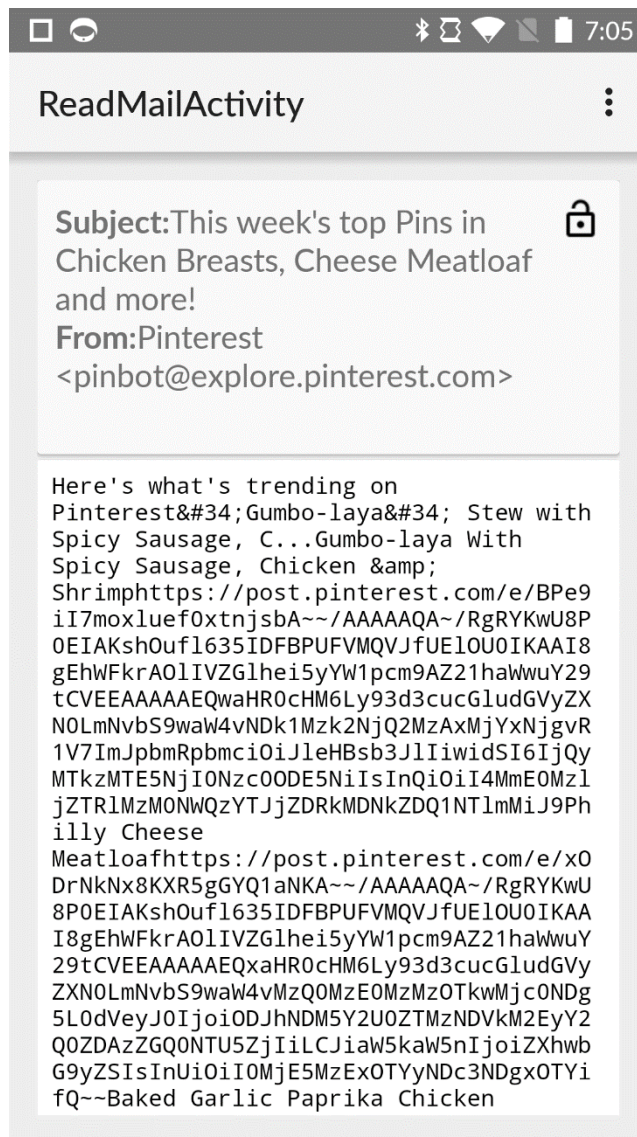 7:05
ReadMailActivity
Subject:This week's top Pins in
Chicken Breasts, Cheese Meatloaf
and more!
From:Pinterest
<pinbot@explore.pinterest.com>
Here's what's trending on
Pinterest&#34;Gumbo-laya&#34; Stew with
Spicy Sausage, C...Gumbo-laya With
Spicy Sausage, Chicken &amp;
Shrimphttps://post.pinterest.com/e/BPe9
iI7moxluef0xtnjsbA~~/AAAAAQA~/RgRYKwU8P
0EIAKshOufl635IDFBPUFVMQVJfUElOU0IKAAI8
gEhWFkrAOlIVZGlhei5yYW1pcm9AZ21haWwuY29
tCVEEAAAAAEQwaHR0cHM6Ly93d3cucGludGVyZX
N0LmNvbS9waW4vNDk1Mzk2NjQ2MzAxMjYxNjgvR
1V7ImJpbmRpbmciOiJleHBsb3JlIiwidSI6IjQy
MTkzMTE5NjI0Nzc0ODE5NiIsInQiOiI4MmE0Mzl
jZTRlMzM0NWQzYTJjZDRkMDNkZDQ1NTlmMiJ9Ph
illy Cheese
Meatloafhttps://post.pinterest.com/e/xO
DrNkNx8KXR5gGYQ1aNKA~~/AAAAAQA~/RgRYKwU
8P0EIAKshOufl635IDFBPUFVMQVJfUElOU0IKAA
I8gEhWFkrAOlIVZGlhei5yYW1pcm9AZ21haWwuY
29tCVEEAAAAAEQxaHR0cHM6Ly93d3cucGludGVy
ZXN0LmNvbS9waW4vMzQ0MzE0MzMzOTkwMjc0NDg
5L0dVeyJ0IjoiODJhNDM5Y2U0ZTMzNDVkM2EyY2
Q0ZDAzZGQ0NTU5ZjIiLCJiaW5kaW5nIjoiZXhwb
G9yZSIsInUiOiI0MjE5MzExOTYyNDc3NDgxOTYi
fQ~~Baked Garlic Paprika Chicken